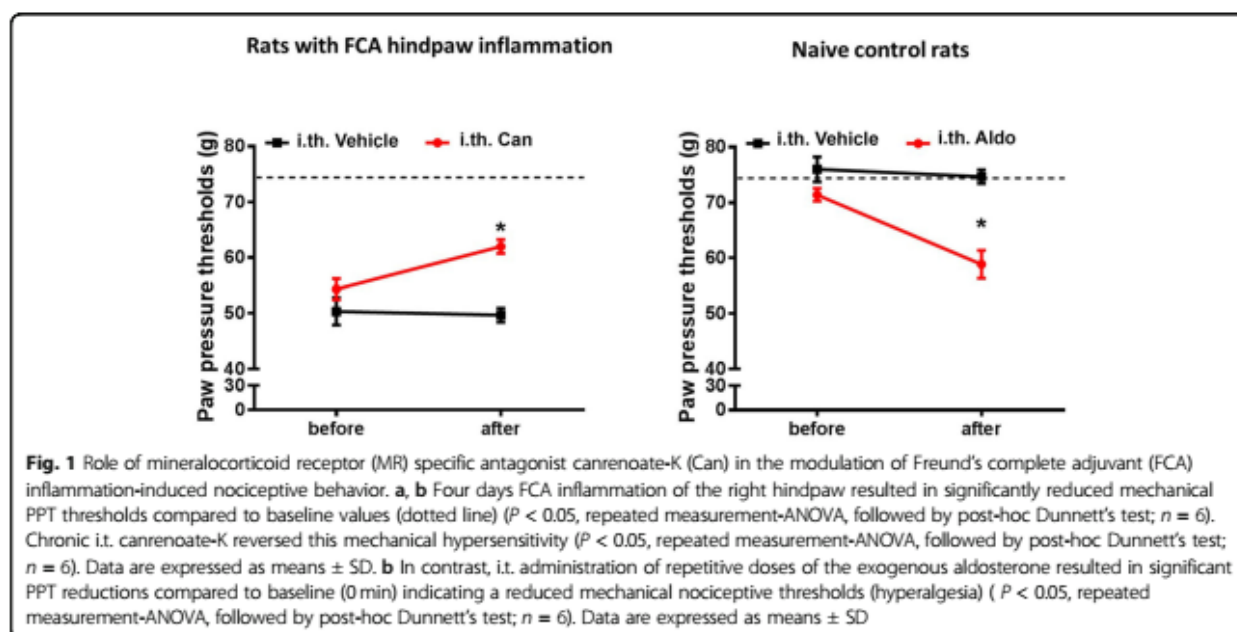 Rats with FCA hindpaw inflammation
Naive control rats
i.th. Vehicle i.th. Can
i.th. Vehicle i.th. Aldo
Paw pressure thresholds (g)
80
70
60
50
40
30
0
*
before after
Paw pressure thresholds (g)
80
70
60
50
40
30
0
*
before after
Fig. 1 Role of mineralocorticoid receptor (MR) specific antagonist canrenoate-K (Can) in the modulation of Freund's complete adjuvant (FCA)
inflammation-induced nociceptive behavior. a, b Four days FCA inflammation of the right hindpaw resulted in significantly reduced mechanical
PPT thresholds compared to baseline values (dotted line) (P < 0.05, repeated measurement-ANOVA, followed by post-hoc Dunnett's test; n = 6).
Chronic i.t. canrenoate-K reversed this mechanical hypersensitivity (P < 0.05, repeated measurement-ANOVA, followed by post-hoc Dunnett's test;
n = 6). Data are expressed as means ± SD. b In contrast, i.t. administration of repetitive doses of the exogenous aldosterone resulted in significant
PPT reductions compared to baseline (0 min) indicating a reduced mechanical nociceptive thresholds (hyperalgesia) ( P < 0.05, repeated
measurement-ANOVA, followed by post-hoc Dunnett's test; n = 6). Data are expressed as means ± SD